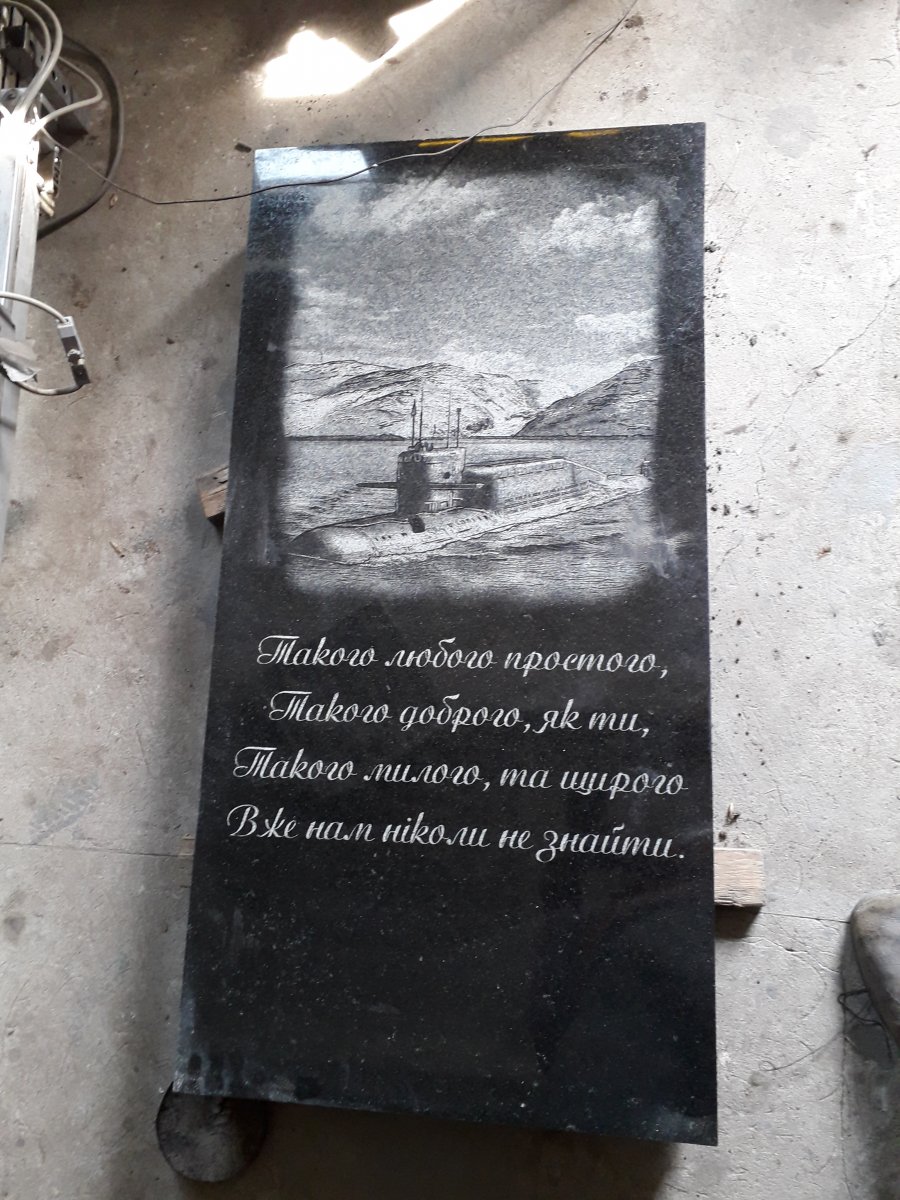 Такого любого простого,
Такого доброго, як ти,
Такого милого, та щирого
Вже нам ніколи не знайти.